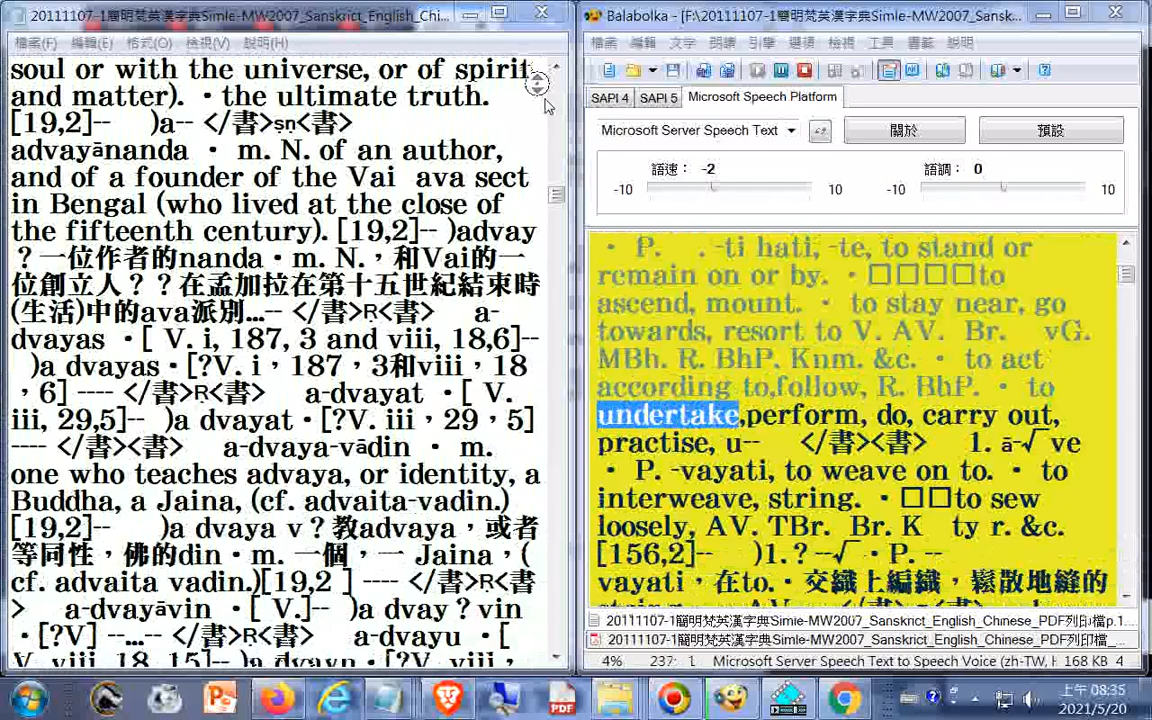 20111107-1簡明梵英漢字典Simle-MW2007_Sanskrict_English_Chi...
檔案(F) 編輯(E) 格式(O) 檢視(V) 說明(H)
soul or with the universe, or of spirit
and matter). ‧the ultimate truth.
[19,2]-- )a-- </書>ṣṇ<書>
advayānanda ‧ m. N. of an author,
and of a founder of the Vai ava sect
in Bengal (who lived at the close of
the fifteenth century). [19,2]-- )advay
？一位作者的nanda‧m. N.，和Vai的一
位創立人？？在孟加拉在第十五世紀結束時
(生活)中的ava派別...-- </書>R<書> a-
dvayas ‧[ V. i, 187, 3 and viii, 18,6]--
)a dvayas ‧[?V. i，187，3和viii，18
，6] ---- </書>R<書> a-dvayat ‧[ V.
iii, 29,5]-- )a dvayat ‧[?V. iii，29，5]
---- </書><書> a-dvaya-vādin ‧ m.
one who teaches advaya, or identity, a
Buddha, a Jaina, (cf. advaita-vadin.)
[19,2]-- )a dvaya v？教advaya，或者
等同性，佛的din‧m. 一個，一 Jaina，(
cf. advaita vadin.)[19,2 ] ---- </書>R<書
> a-dvayāvin ‧[ V.]-- )a dvay？vin
‧[?V] --...-- </書>R<書> a-dvayu ‧[
V. viii, 18, 15]-- )a dvayu ‧[?V. viii,
Balabolka - [F:\20111107-1簡明梵英漢字典Simle-MW2007_Sansk...
檔案 編輯 文字 朗讀 引擎 選項 檢視 工具 書籤 說明
SAPI 4 SAPI 5 Microsoft Speech Platform
Microsoft Server Speech Text 關於 預設
語速： -2 語調： 0
-10 10 -10 10
‧ P. . -ti hati, -te, to stand or
remain on or by. ‧□□□□to
ascend, mount. ‧ to stay near, go
towards, resort to V. AV. Br. vG.
MBh. R. BhP. Knm. &c. ‧ to act
according to,follow, R. BhP. ‧ to
undertake,perform, do, carry out,
practise, u-- </書><書> 1. ā-√ ve
‧ P. -vayati, to weave on to. ‧ to
interweave, string. ‧□□to sew
loosely, AV. TBr. Br. K ty r. &c.
[156,2]-- )1.？--√ ‧P. --
vayati，在to.‧交織上編織，鬆散地縫的
20111107-1簡明梵英漢字典Simle-MW2007_Sanskrict_English_Chinese_PDF列印檔p.1...
20111107-1簡明梵英漢字典Simle-MW2007_Sanskrict_English_Chinese_PDF列印檔 ...
4% 237: 1 Microsoft Server Speech Text to Speech Voice (zh-TW, H 168 KB 4
上午 08:35
2021/5/20